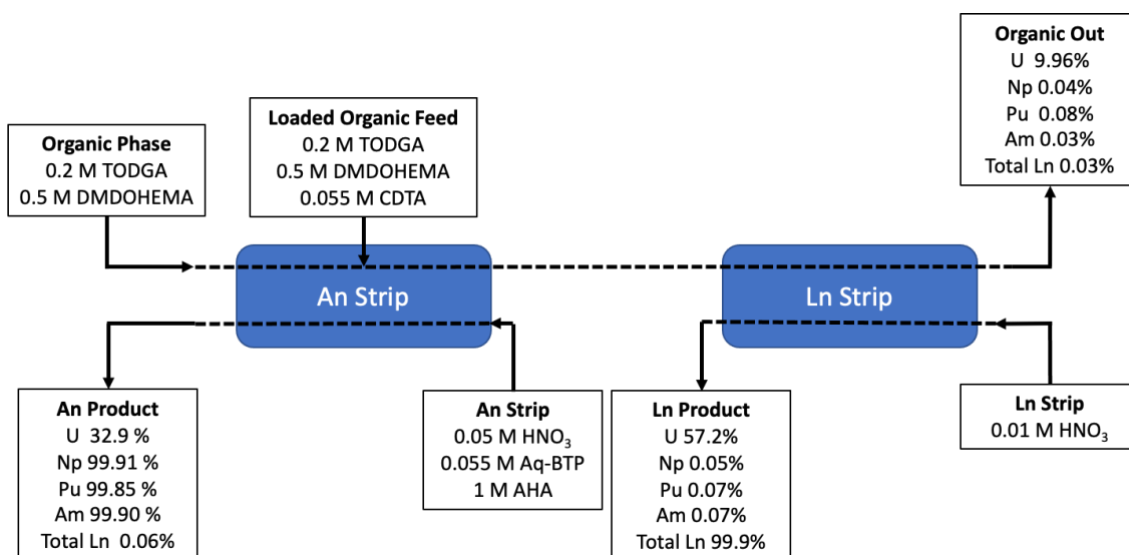 Organic Out
U 9.96%
Np 0.04%
Pu 0.08%
Am 0.03%
Total Ln 0.03%
Organic Phase
0.2 M TODGA
0.5 M DMDOHEMA
Loaded Organic Feed
0.2 M TODGA
0.5 M DMDOHEMA
0.055 M CDTA
An Strip
Ln Strip
An Product
U 32.9 %
Np 99.91 %
Pu 99.85 %
Am 99.90 %
Total Ln 0.06%
An Strip
0.05 M HNO₃
0.055 M Aq-BTP
1 M AHA
Ln Product
U 57.2%
Np 0.05%
Pu 0.07%
Am 0.07%
Total Ln 99.9%
Ln Strip
0.01 M HNO₃